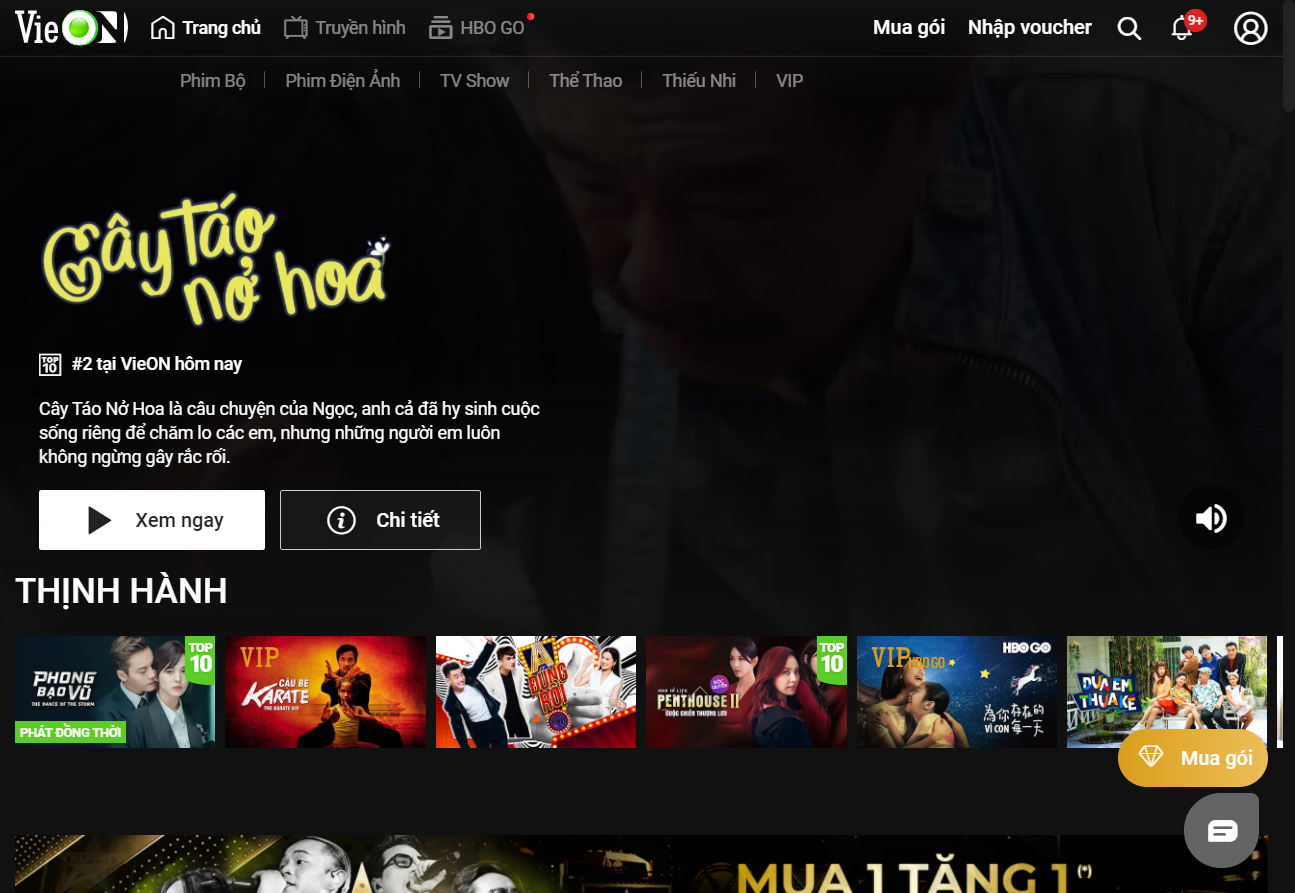 VieON
Trang chủ
Truyền hình
HBO GO
Mua gói
Nhập voucher
9+
Phim Bộ
Phim Điện Ảnh
TV Show
Thể Thao
Thiếu Nhi
VIP
Cây táo
nở hoa
TOP
10
#2 tại VieON hôm nay
Cây Táo Nở Hoa là câu chuyện của Ngọc, anh cả đã hy sinh cuộc
sống riêng để chăm lo các em, nhưng những người em luôn
không ngừng gây rắc rối.
Xem ngay
Chi tiết
THỊNH HÀNH
TOP
10
PHONG
BẠO VŨ
THE DANCE OF THE STORM
PHÁT ĐỒNG THỜI
VIP
CẬU BÉ
KARATE
THE KARATE KID
A
ĐÚNG
RỒI
TOP
10
ĐỘC
QUYỀN
PENTHOUSE II
CUỘC CHIẾN THƯỢNG LƯU
VIP
HBO GO
HBO GO
為你存在的
每一天
VÌ CON
DƯA EM
THỪA KẾ
Mua gói
MUA 1 TẶNG 1(*)